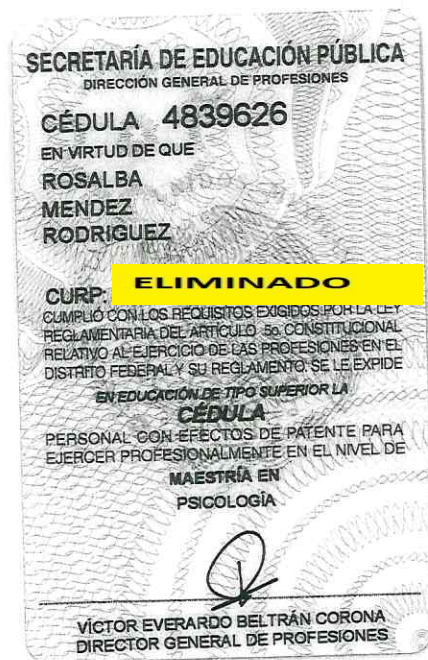 SECRETARÍA DE EDUCACIÓN PÚBLICA
DIRECCIÓN GENERAL DE PROFESIONES
CÉDULA 4839626
EN VIRTUD DE QUE
ROSALBA
MENDEZ
RODRIGUEZ
CURP: ELIMINADO
CUMPLIÓ CON LOS REQUISITOS EXIGIDOS POR LA LEY
REGLAMENTARIA DEL ARTÍCULO 5o. CONSTITUCIONAL
RELATIVO AL EJERCICIO DE LAS PROFESIONES EN EL
DISTRITO FEDERAL Y SU REGLAMENTO, SE LE EXPIDE
EN EDUCACIÓN DE TIPO SUPERIOR LA
CÉDULA
PERSONAL CON EFECTOS DE PATENTE PARA
EJERCER PROFESIONALMENTE EN EL NIVEL DE
MAESTRÍA EN
PSICOLOGÍA
VÍCTOR EVERARDO BELTRÁN CORONA
DIRECTOR GENERAL DE PROFESIONES